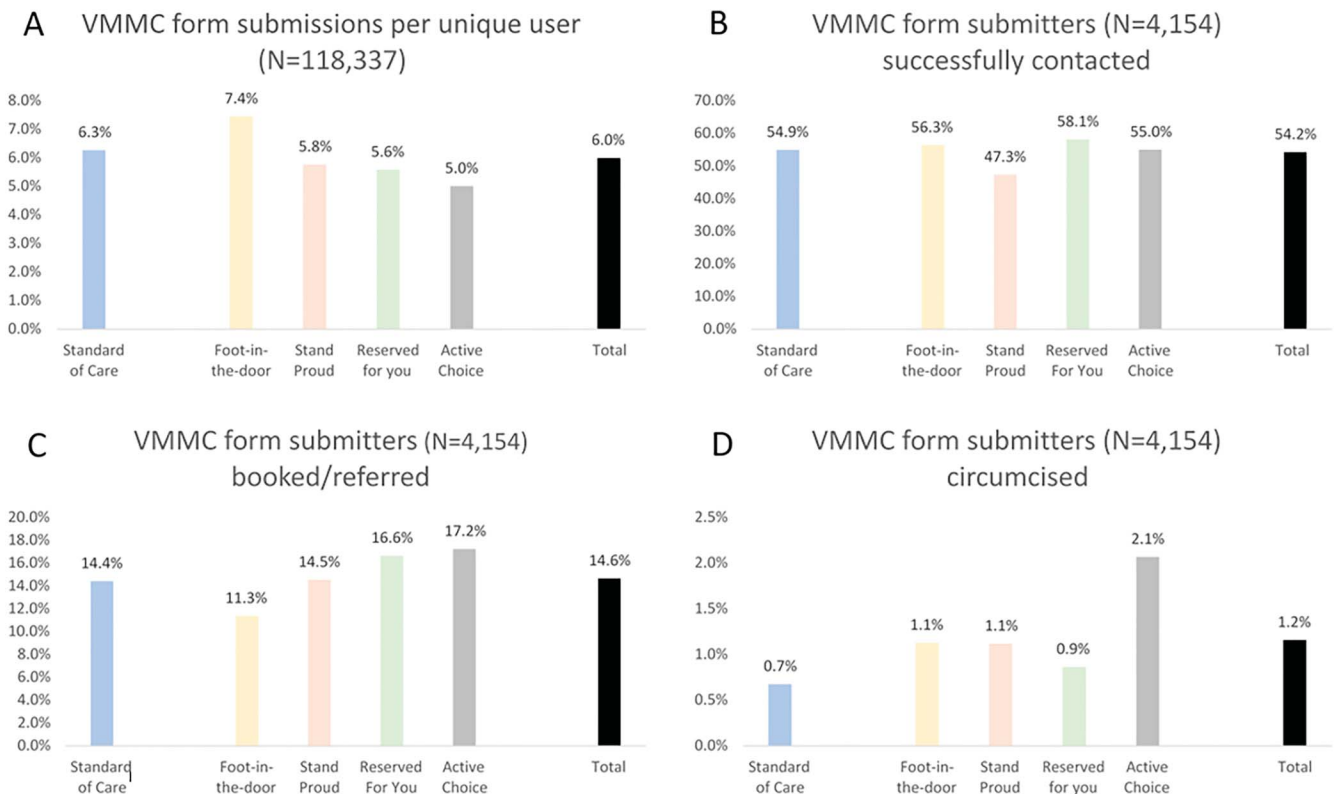 A
VMMC form submissions per unique user
(N=118,337)
8.0%
7.0%
6.0%
5.0%
4.0%
3.0%
2.0%
1.0%
0.0%
6.3%
7.4%
5.8%
5.6%
5.0%
6.0%
Standard
of Care
Foot-in-
the-door
Stand
Proud
Reserved
for you
Active
Choice
Total
B
VMMC form submitters (N=4,154)
successfully contacted
70.0%
60.0%
50.0%
40.0%
30.0%
20.0%
10.0%
0.0%
54.9%
56.3%
47.3%
58.1%
55.0%
54.2%
Standard
of Care
Foot-in-
the-door
Stand
Proud
Reserved
For You
Active
Choice
Total
C
VMMC form submitters (N=4,154)
booked/referred
20.0%
18.0%
16.0%
14.0%
12.0%
10.0%
8.0%
6.0%
4.0%
2.0%
0.0%
14.4%
11.3%
14.5%
16.6%
17.2%
14.6%
Standard
of Care
Foot-in-
the-door
Stand
Proud
Reserved
For You
Active
Choice
Total
D
VMMC form submitters (N=4,154)
circumcised
2.5%
2.0%
1.5%
1.0%
0.5%
0.0%
0.7%
1.1%
1.1%
0.9%
2.1%
1.2%
Standard
of Care
Foot-in-
the-door
Stand
Proud
Reserved
for you
Active
Choice
Total